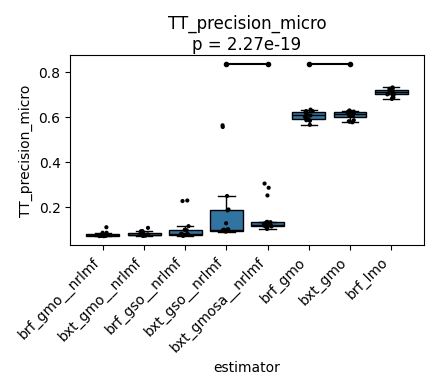 TT_precision_micro
p = 2.27e-19
TT_precision_micro
0.8
0.6
0.4
0.2
brf_gmo__nrlmf
bxt_gmo__nrlmf
brf_gso__nrlmf
bxt_gso__nrlmf
bxt_gmosa__nrlmf
brf_gmo
bxt_gmo
brf_lmo
estimator